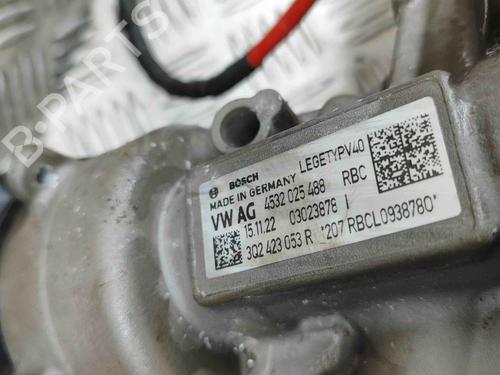 BOSCH LEGETYPV40
MADE IN GERMANY
VW AG 4532 025 488 RBC
15.11.22 03023878 I
3Q2 423 053 R *207 RBCL0938780*
B-PARTS